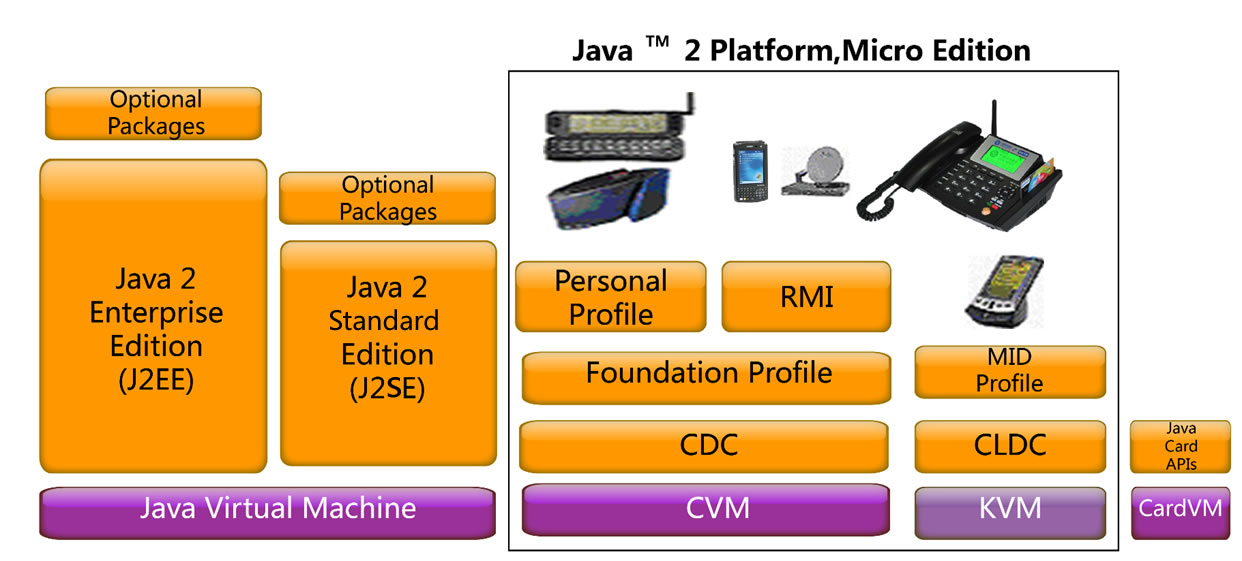 Java ™ 2 Platform,Micro Edition
Optional
Packages
Java 2
Enterprise
Edition
(J2EE)
Optional
Packages
Java 2
Standard
Edition
(J2SE)
Java Virtual Machine
Personal
Profile
RMI
Foundation Profile
CDC
CVM
MID
Profile
CLDC
KVM
Java
Card
APIs
CardVM